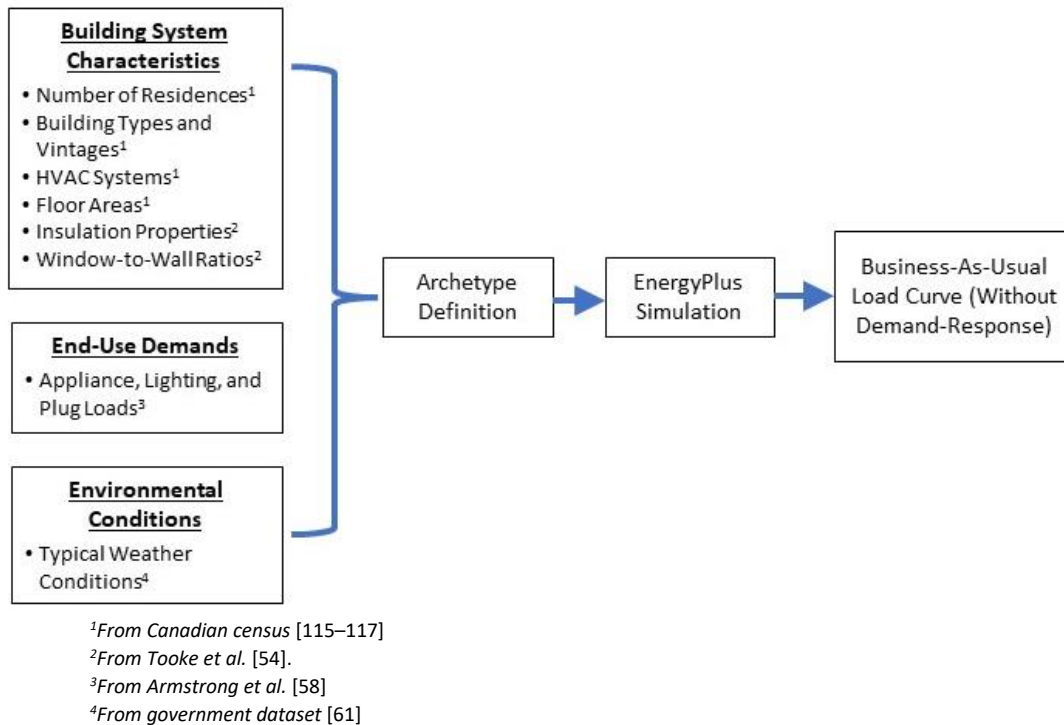 Building System
Characteristics
• Number of Residences¹
• Building Types and
Vintages¹
• HVAC Systems¹
• Floor Areas¹
• Insulation Properties²
• Window-to-Wall Ratios²
End-Use Demands
• Appliance, Lighting, and
Plug Loads³
Environmental
Conditions
• Typical Weather
Conditions⁴
Archetype
Definition
EnergyPlus
Simulation
Business-As-Usual
Load Curve (Without
Demand-Response)
¹From Canadian census [115–117]
²From Tooke et al. [54].
³From Armstrong et al. [58]
⁴From government dataset [61]